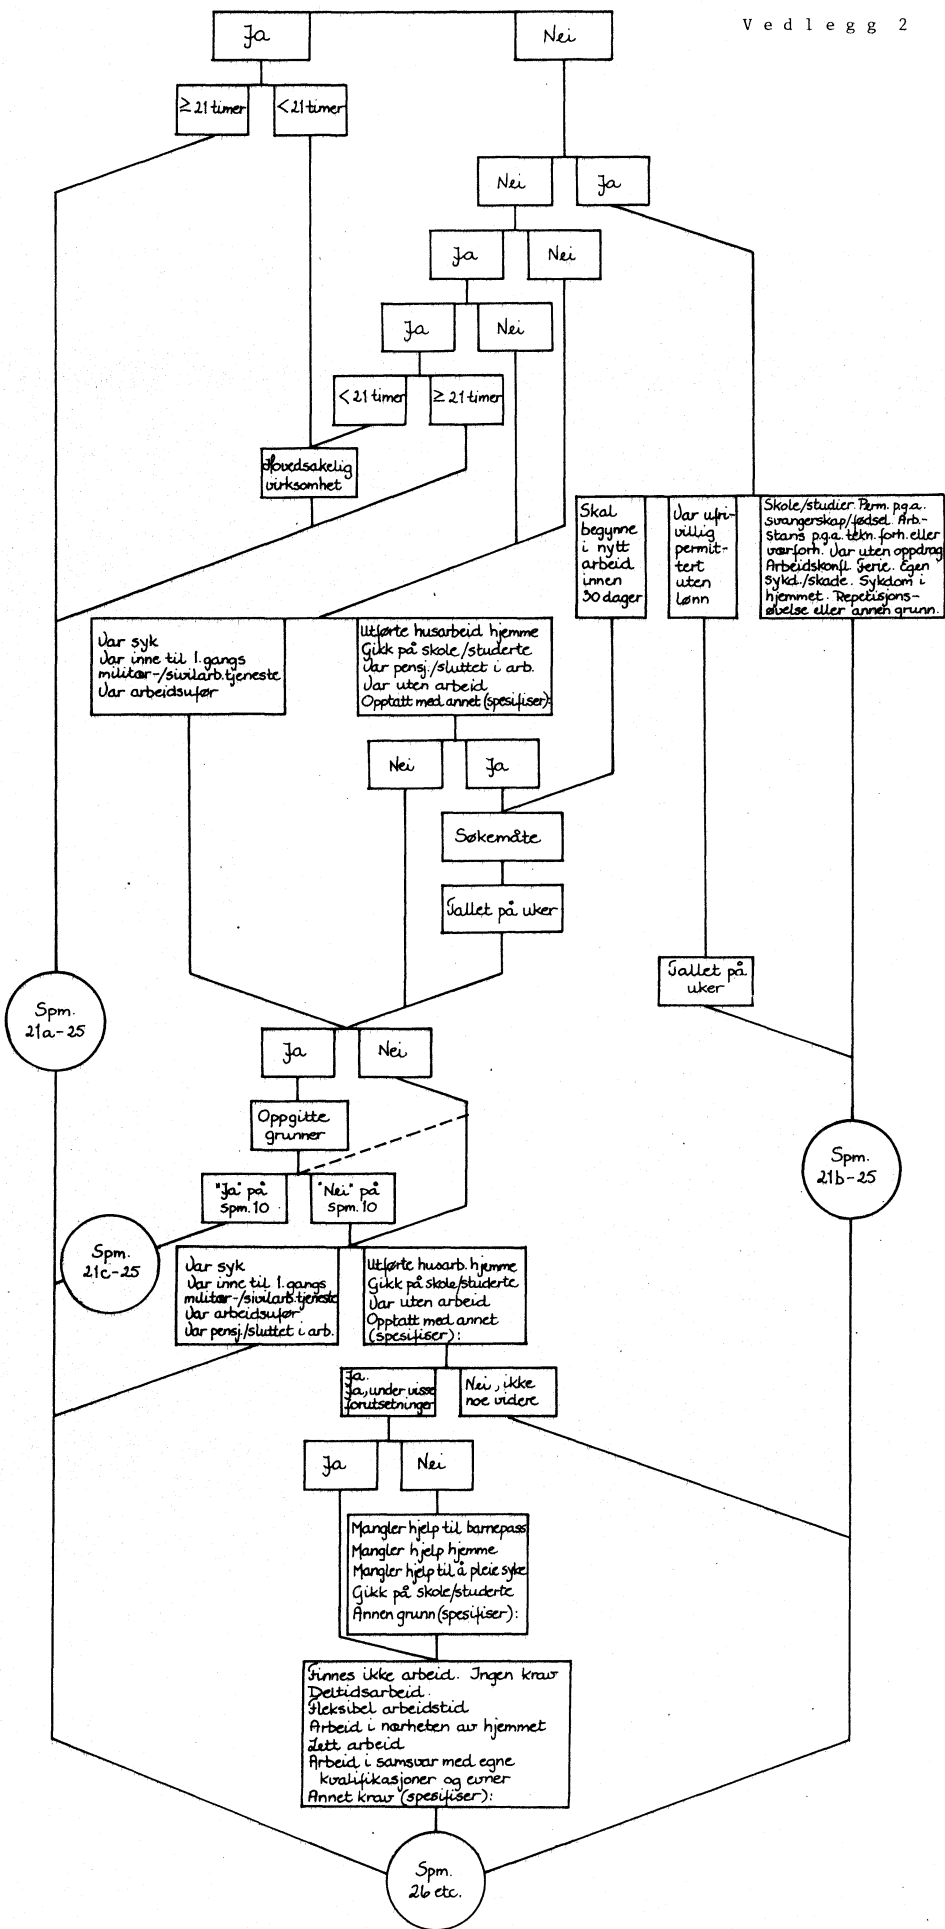 Vedlegg 2
Ja
Nei
≥ 21 timer
< 21 timer
Nei
Ja
Ja
Nei
Ja
Nei
< 21 timer
≥ 21 timer
Hovedsakelig
virksomhet
Skal
begynne
i nytt
arbeid
innen
30 dager
Var ufri-
villig
permit-
tert
uten
lønn
Skole/studier. Perm. p.g.a.
svangerskap/fødsel. Arb.-
stans p.g.a. tekn. forh. eller
værforh. Var uten oppdrag
Arbeidskonfl. Ferie. Egen
sykd./skade. Sykdom i
hjemmet. Repetisjons-
øvelse eller annen grunn.
Var syk
Var inne til 1.gangs
militær-/sivilarb.tjeneste
Var arbeidsufør
Utførte husarbeid hjemme
Gikk på skole/studerte
Var pensj./sluttet i arb.
Var uten arbeid
Opptatt med annet (spesifiser):
Nei
Ja
Søkemåte
Tallet på uker
Tallet på
uker
Spm.
21a-25
Ja
Nei
Oppgitte
grunner
"Ja" på
spm. 10
"Nei" på
spm. 10
Spm.
21b-25
Spm.
21c-25
Var syk
Var inne til 1.gangs
militær-/sivilarb.tjeneste
Var arbeidsufør
Var pensj./sluttet i arb.
Utførte husarb. hjemme
Gikk på skole/studerte
Var uten arbeid
Opptatt med annet
(spesifiser):
Ja.
Ja, under visse
forutsetninger
Nei, ikke
noe videre
Ja
Nei
Mangler hjelp til barnepass
Mangler hjelp hjemme
Mangler hjelp til å pleie syke
Gikk på skole/studerte
Annen grunn (spesifiser):
Finnes ikke arbeid. Ingen krav
Deltidsarbeid.
Fleksibel arbeidstid
Arbeid i nærheten av hjemmet
Lett arbeid
Arbeid i samsvar med egne
kvalifikasjoner og evner
Annet krav (spesifiser):
Spm.
26 etc.